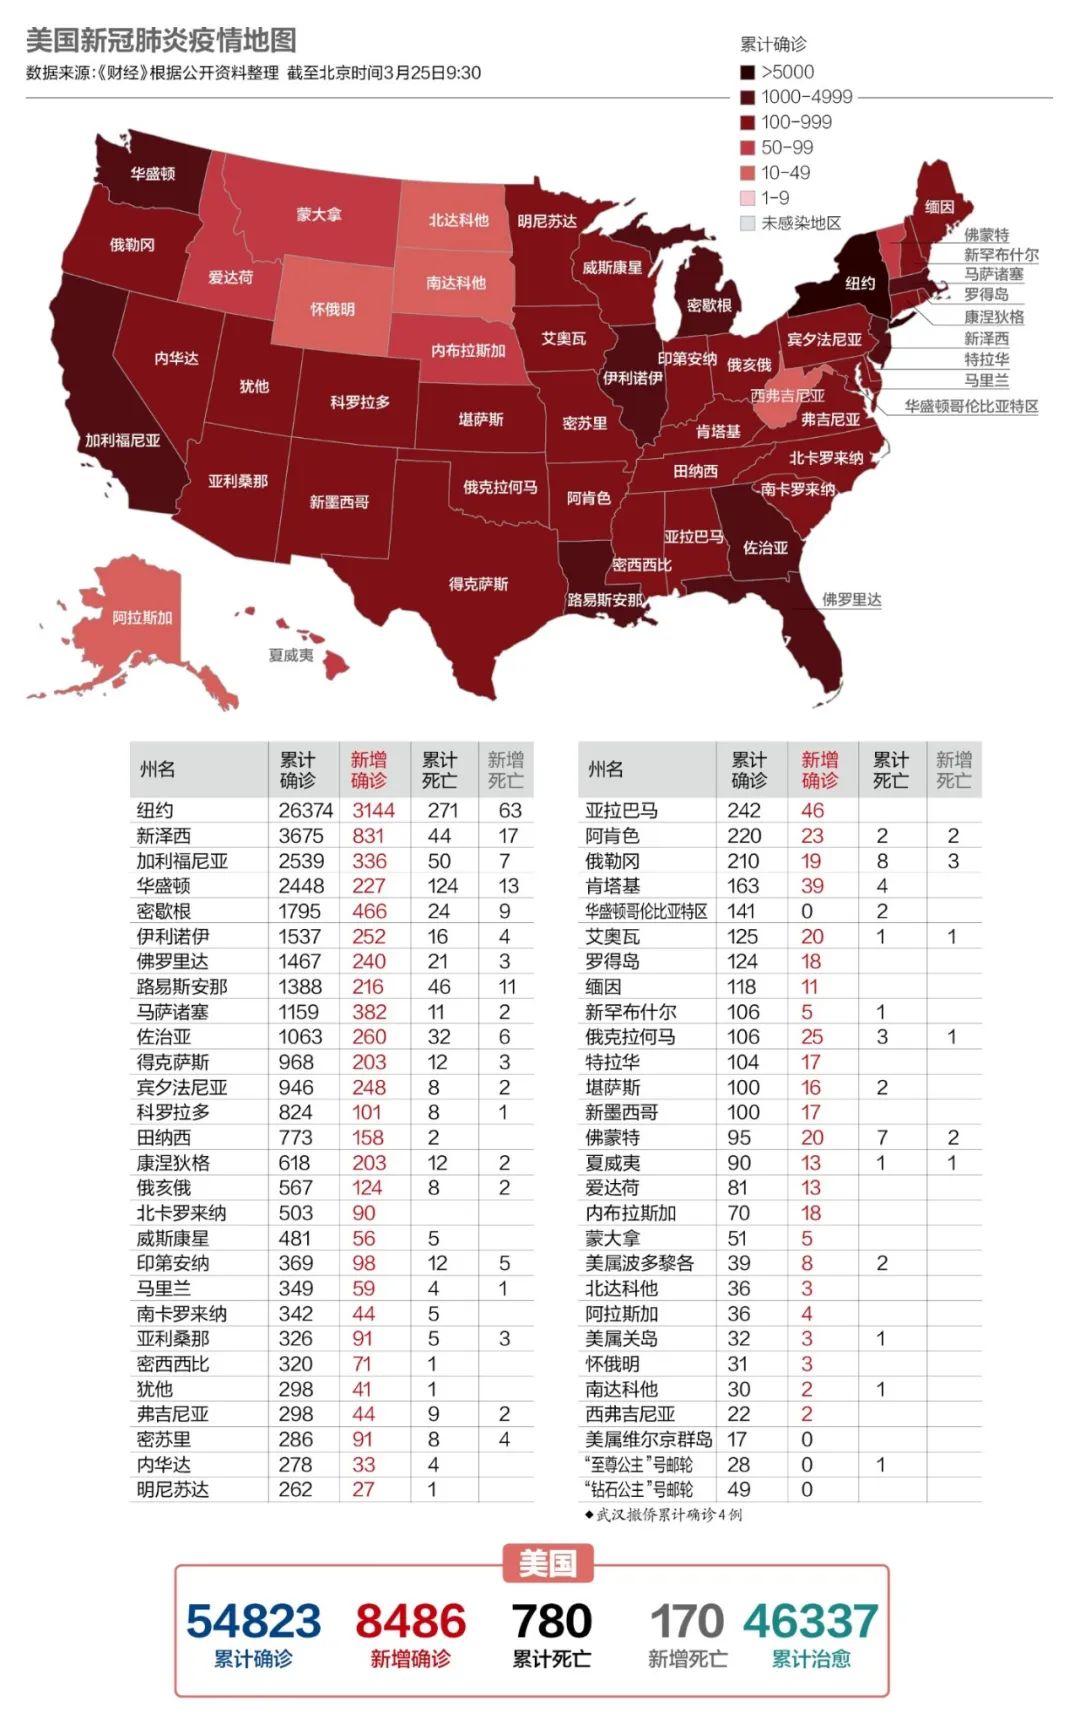 美国新冠肺炎疫情地图
数据来源：《财经》根据公开资料整理 截至北京时间3月25日9:30
累计确诊
>5000
1000-4999
100-999
50-99
10-49
1-9
未感染地区
华盛顿
蒙大拿
北达科他
明尼苏达
缅因
俄勒冈
爱达荷
南达科他
威斯康星
佛蒙特
新罕布什尔
马萨诸塞
罗得岛
康涅狄格
新泽西
特拉华
马里兰
华盛顿哥伦比亚特区
怀俄明
密歇根
纽约
内华达
犹他
内布拉斯加
艾奥瓦
伊利诺伊
印第安纳
俄亥俄
宾夕法尼亚
西弗吉尼亚
弗吉尼亚
加利福尼亚
科罗拉多
堪萨斯
密苏里
肯塔基
北卡罗来纳
亚利桑那
新墨西哥
俄克拉何马
阿肯色
田纳西
南卡罗来纳
得克萨斯
密西西比
亚拉巴马
佐治亚
路易斯安那
佛罗里达
阿拉斯加
夏威夷
州名 累计确诊 新增确诊 累计死亡 新增死亡
纽约 26374 3144 271 63
新泽西 3675 831 44 17
加利福尼亚 2539 336 50 7
华盛顿 2448 227 124 13
密歇根 1795 466 24 9
伊利诺伊 1537 252 16 4
佛罗里达 1467 240 21 3
路易斯安那 1388 216 46 11
马萨诸塞 1159 382 11 2
佐治亚 1063 260 32 6
得克萨斯 968 203 12 3
宾夕法尼亚 946 248 8 2
科罗拉多 824 101 8 1
田纳西 773 158 2
康涅狄格 618 203 12 2
俄亥俄 567 124 8 2
北卡罗来纳 503 90
威斯康星 481 56 5
印第安纳 369 98 12 5
马里兰 349 59 4 1
南卡罗来纳 342 44 5
亚利桑那 326 91 5 3
密西西比 320 71 1
犹他 298 41 1
弗吉尼亚 298 44 9 2
密苏里 286 91 8 4
内华达 278 33 4
明尼苏达 262 27 1
州名 累计确诊 新增确诊 累计死亡 新增死亡
亚拉巴马 242 46
阿肯色 220 23 2 2
俄勒冈 210 19 8 3
肯塔基 163 39 4
华盛顿哥伦比亚特区 141 0 2
艾奥瓦 125 20 1 1
罗得岛 124 18
缅因 118 11
新罕布什尔 106 5 1
俄克拉何马 106 25 3 1
特拉华 104 17
堪萨斯 100 16 2
新墨西哥 100 17
佛蒙特 95 20 7 2
夏威夷 90 13 1 1
爱达荷 81 13
内布拉斯加 70 18
蒙大拿 51 5
美属波多黎各 39 8 2
北达科他 36 3
阿拉斯加 36 4
美属关岛 32 3 1
怀俄明 31 3
南达科他 30 2 1
西弗吉尼亚 22 2
美属维尔京群岛 17 0
“至尊公主”号邮轮 28 0 1
“钻石公主”号邮轮 49 0
◆武汉撤侨累计确诊4例
美国
54823 8486 780 170 46337
累计确诊 新增确诊 累计死亡 新增死亡 累计治愈